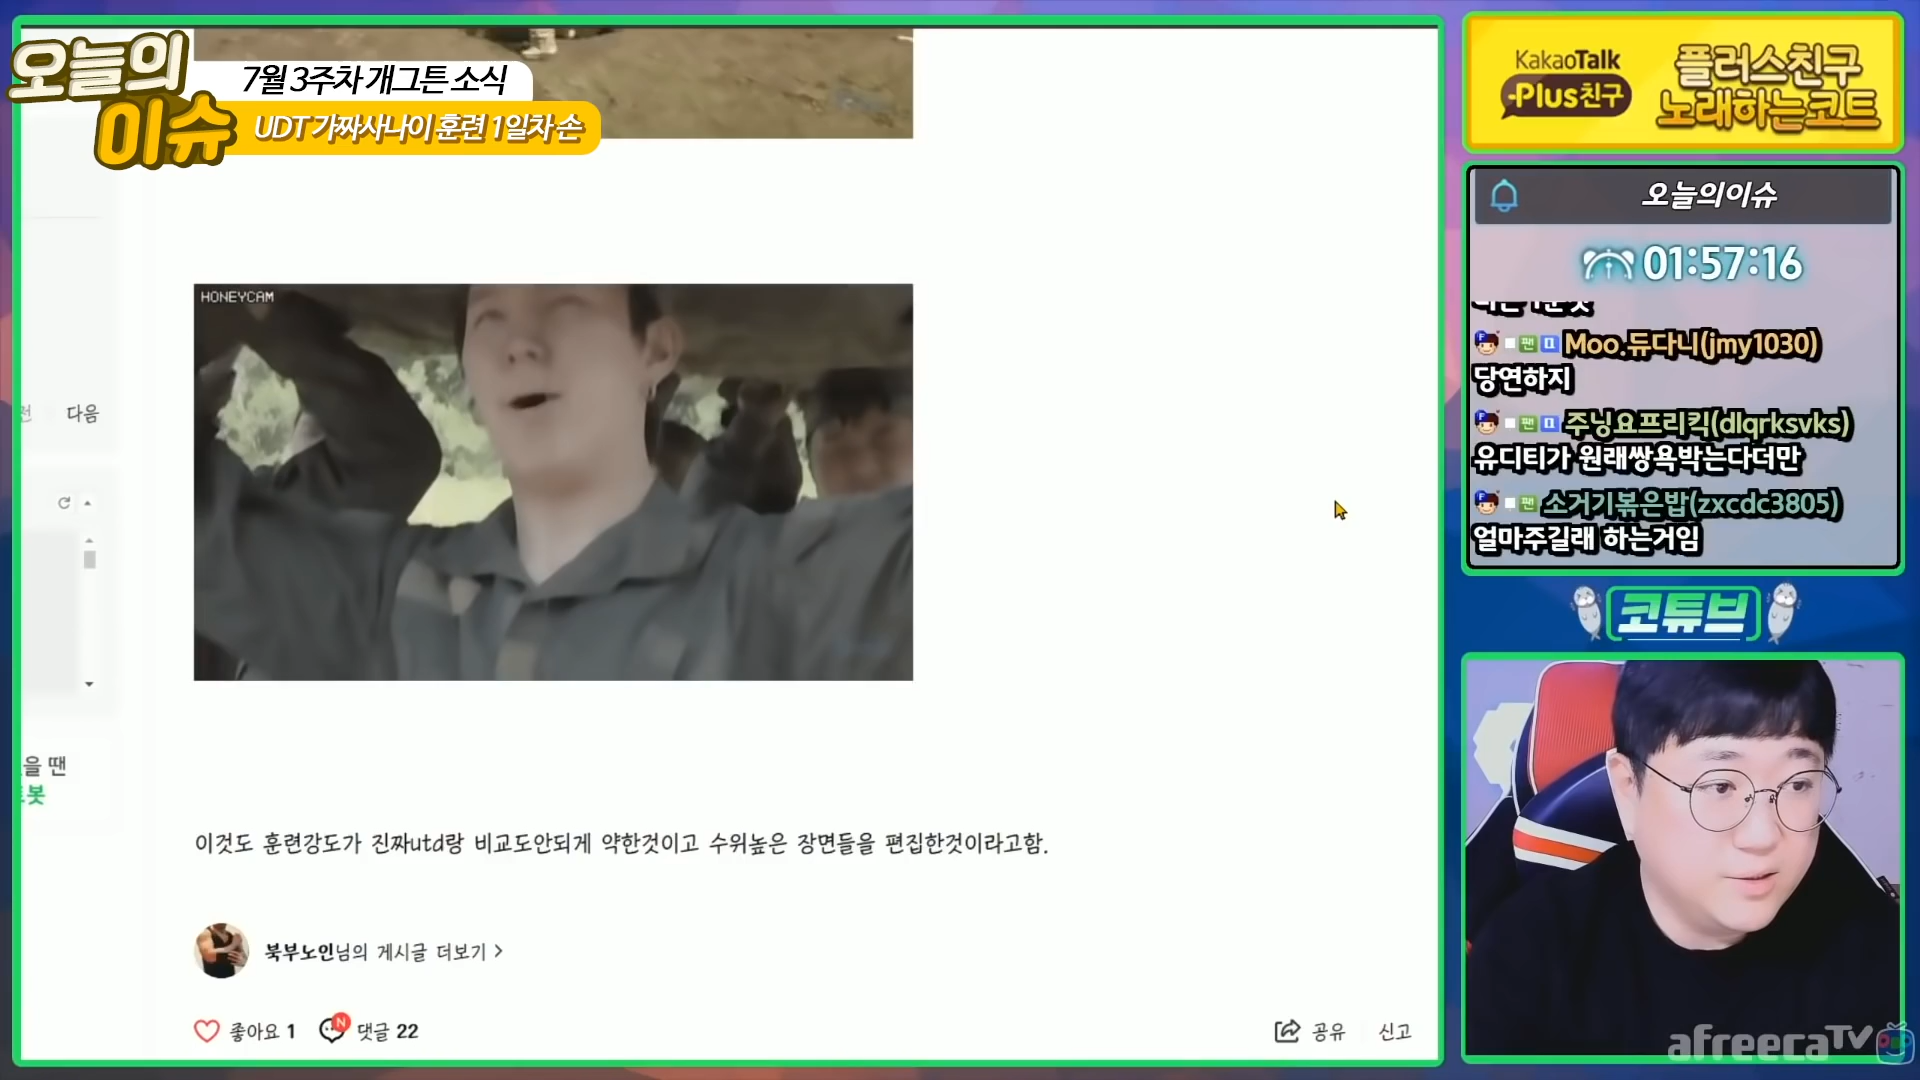 오늘의
이슈
7월 3주차 개그튼 소식
UDT 가짜사나이 훈련 1일차 손
다음
을 땐
봇
HONEYCAM
이것도 훈련강도가 진짜utd랑 비교도안되게 약한것이고 수위높은 장면들을 편집한것이라고함.
북부노인님의 게시글 더보기 >
좋아요 1
N
댓글 22
공유
신고
KakaoTalk
Plus친구
플러스친구
노래하는코트
오늘의이슈
01:57:16
F 팬 Moo.듀다니(jmy1030)
당연하지
F 팬 주닝요프리킥(dlqrksvks)
유디티가 원래쌍욕박는다더만
F 팬 소거기볶은밥(zxcdc3805)
얼마주길래 하는거임
코튜브
afreecaTV